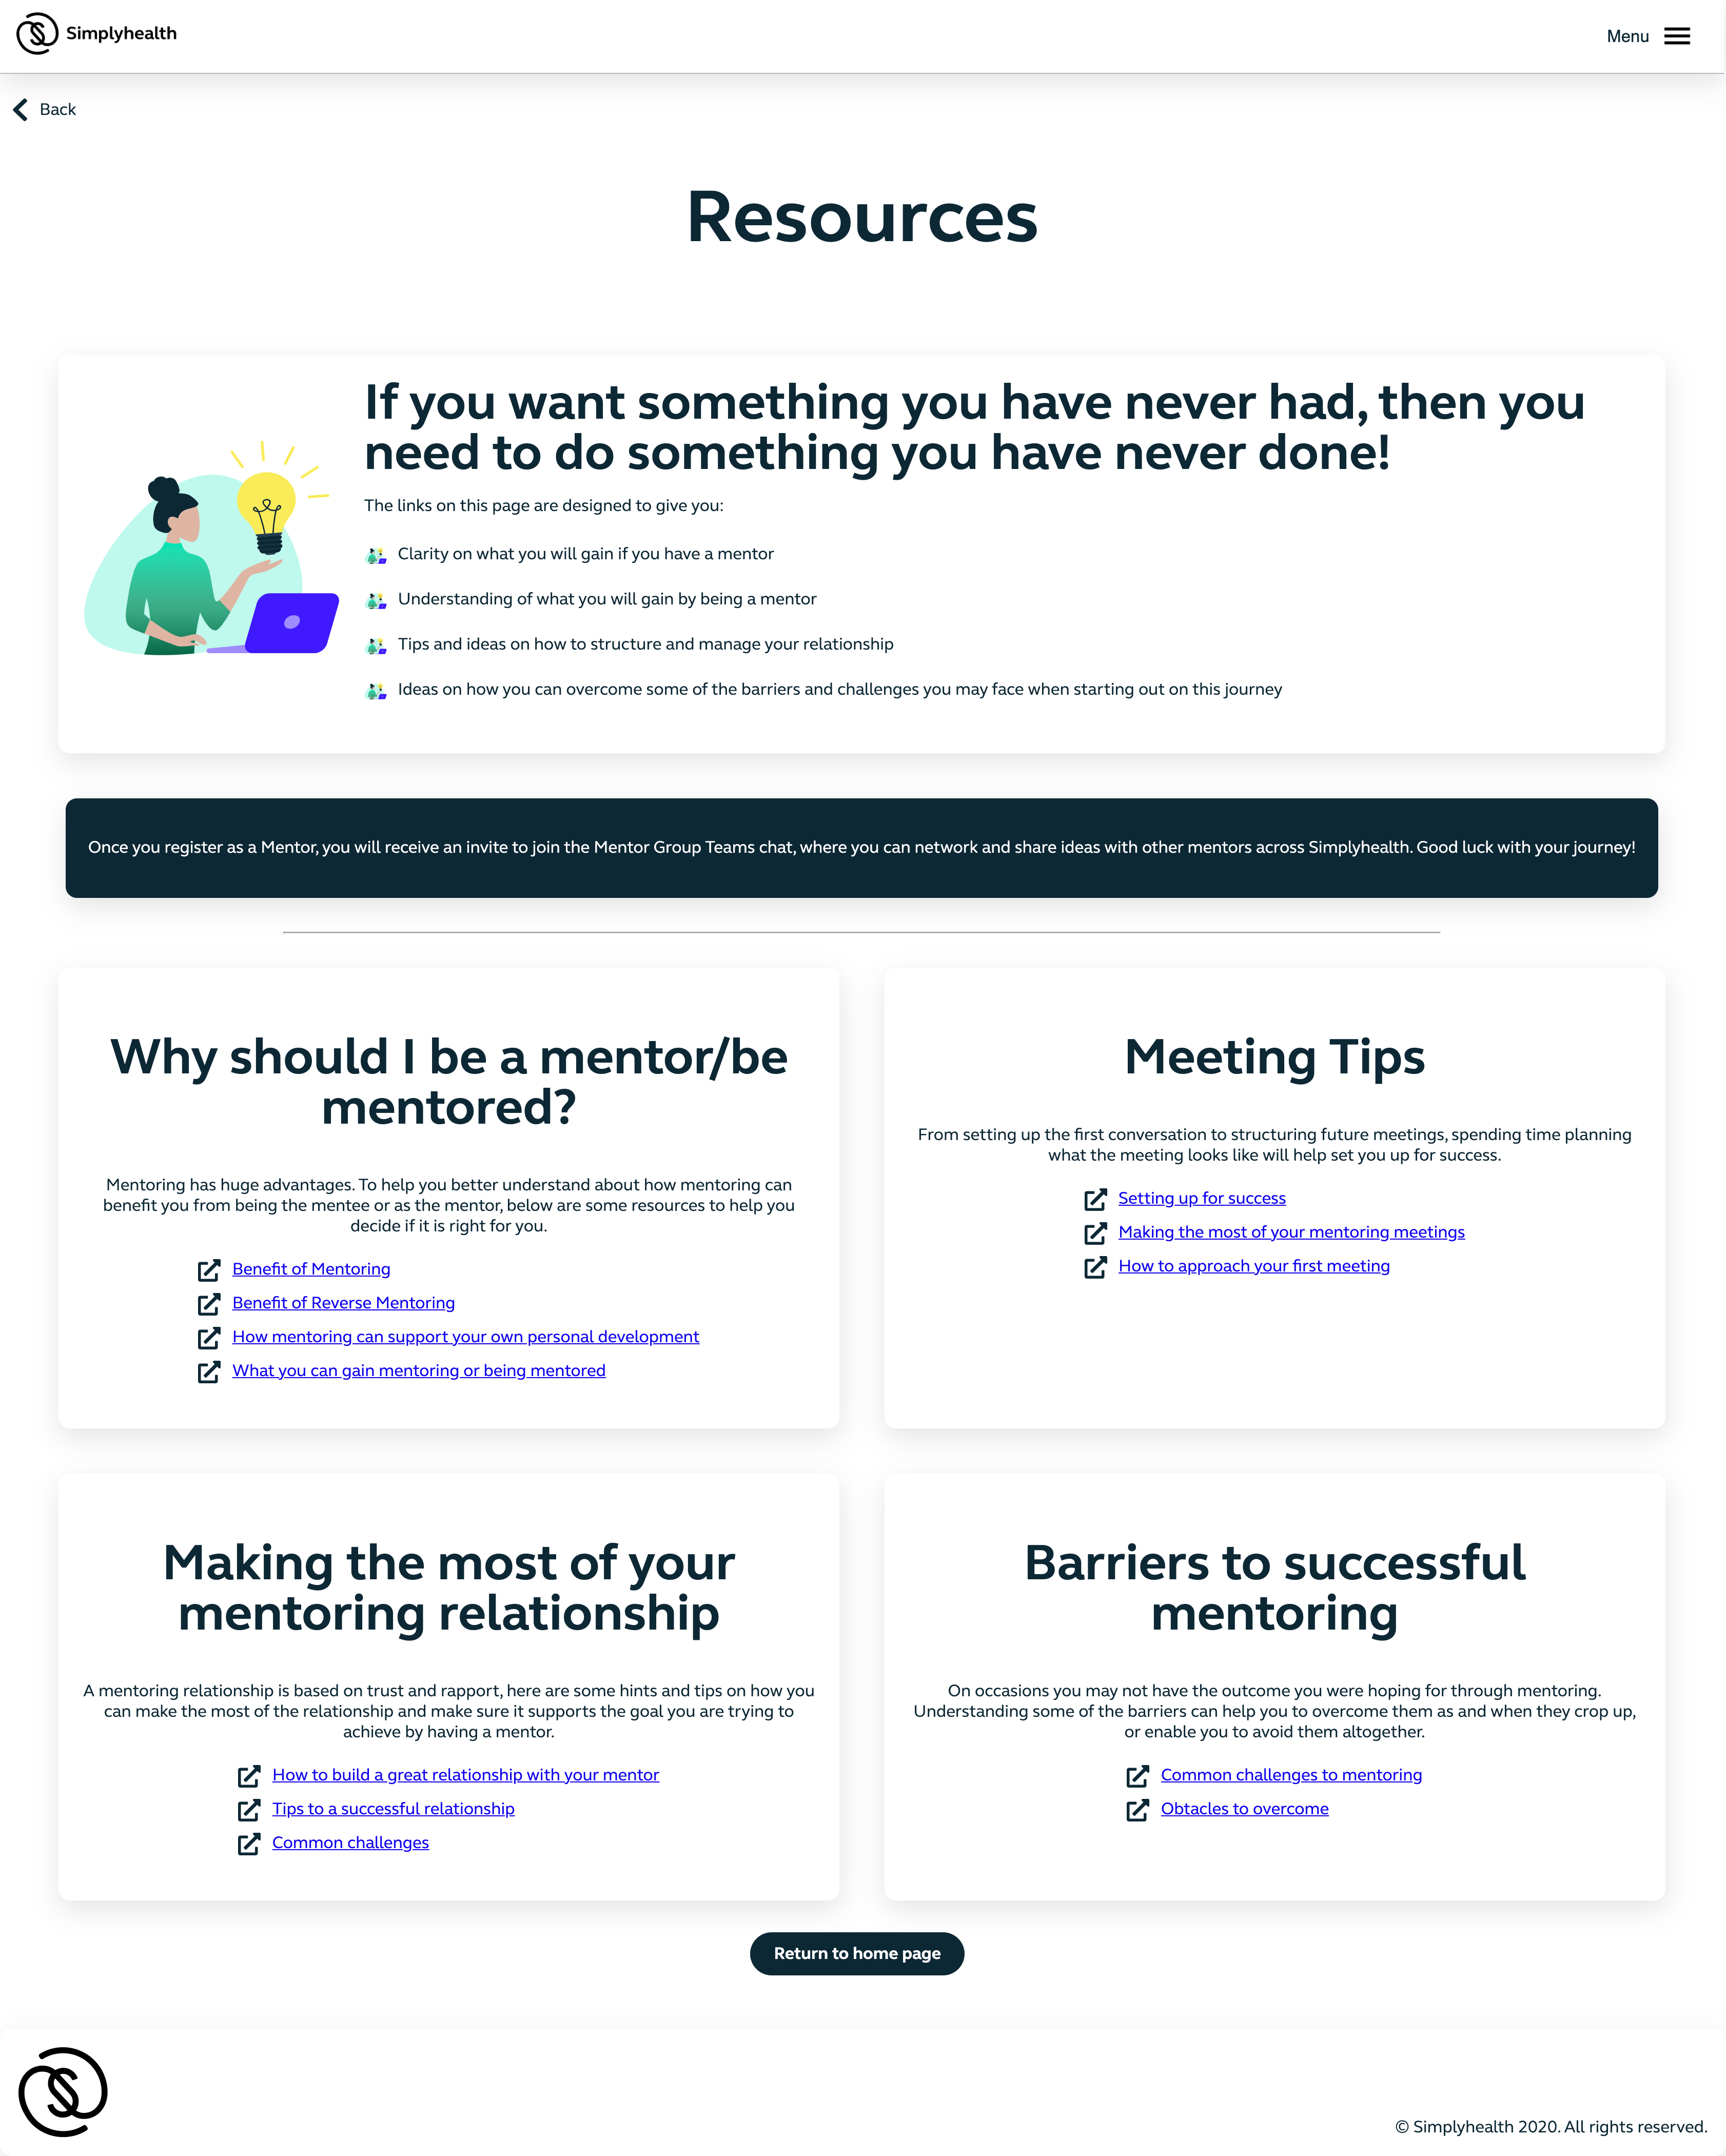 Simplyhealth
Menu
Back
Resources
If you want something you have never had, then you
need to do something you have never done!
The links on this page are designed to give you:
Clarity on what you will gain if you have a mentor
Understanding of what you will gain by being a mentor
Tips and ideas on how to structure and manage your relationship
Ideas on how you can overcome some of the barriers and challenges you may face when starting out on this journey
Once you register as a Mentor, you will receive an invite to join the Mentor Group Teams chat, where you can network and share ideas with other mentors across Simplyhealth. Good luck with your journey!
Why should I be a mentor/be
mentored?
Mentoring has huge advantages. To help you better understand about how mentoring can
benefit you from being the mentee or as the mentor, below are some resources to help you
decide if it is right for you.
Benefit of Mentoring
Benefit of Reverse Mentoring
How mentoring can support your own personal development
What you can gain mentoring or being mentored
Meeting Tips
From setting up the first conversation to structuring future meetings, spending time planning
what the meeting looks like will help set you up for success.
Setting up for success
Making the most of your mentoring meetings
How to approach your first meeting
Making the most of your
mentoring relationship
A mentoring relationship is based on trust and rapport, here are some hints and tips on how you
can make the most of the relationship and make sure it supports the goal you are trying to
achieve by having a mentor.
How to build a great relationship with your mentor
Tips to a successful relationship
Common challenges
Barriers to successful
mentoring
On occasions you may not have the outcome you were hoping for through mentoring.
Understanding some of the barriers can help you to overcome them as and when they crop up,
or enable you to avoid them altogether.
Common challenges to mentoring
Obtacles to overcome
Return to home page
© Simplyhealth 2020. All rights reserved.